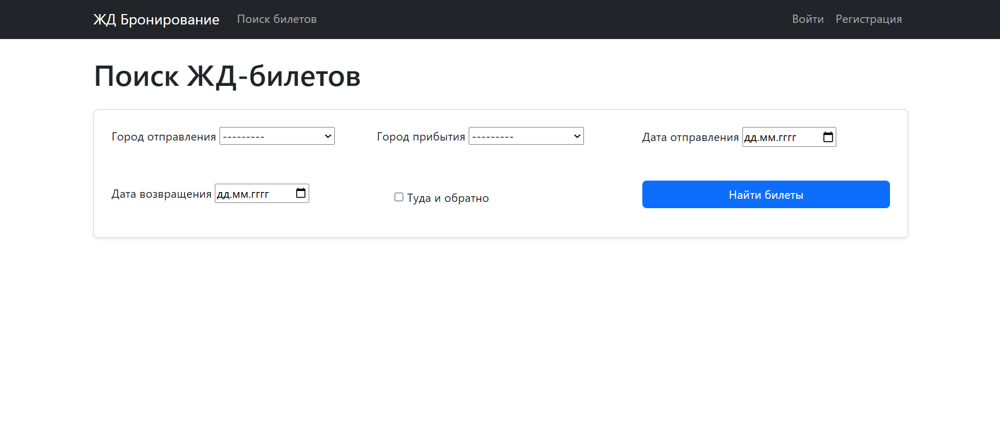 ЖД Бронирование Поиск билетов Войти Регистрация
Поиск ЖД-билетов
Город отправления --------- Город прибытия --------- Дата отправления дд.мм.гггг
Дата возвращения дд.мм.гггг Туда и обратно Найти билеты